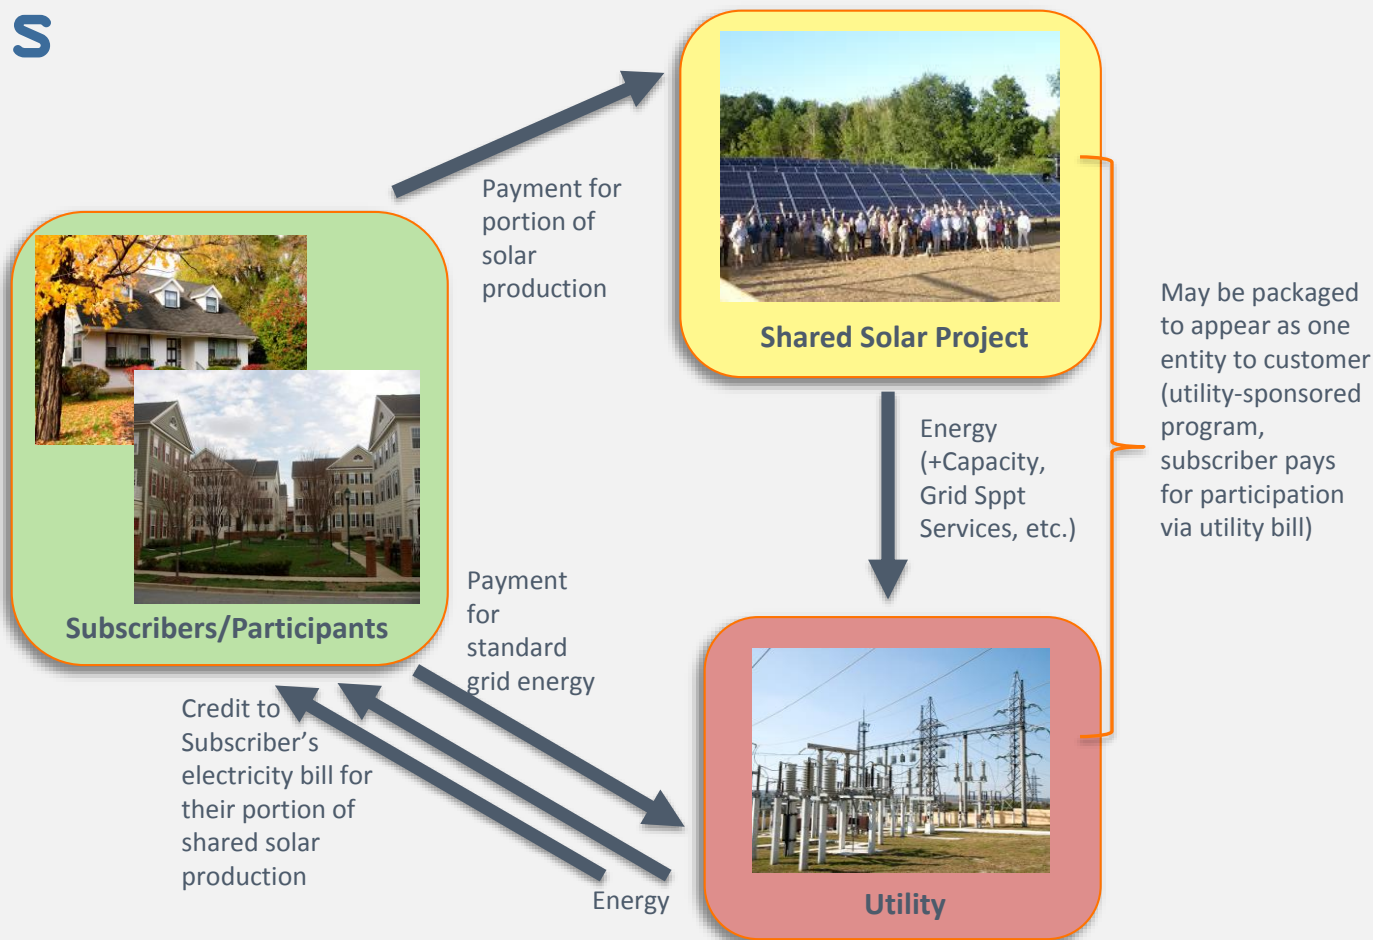 S
Payment for
portion of
solar
production
Shared Solar Project
May be packaged
to appear as one
entity to customer
(utility-sponsored
program,
subscriber pays
for participation
via utility bill)
Energy
(+Capacity,
Grid Sppt
Services, etc.)
Subscribers/Participants
Payment
for
standard
grid energy
Credit to
Subscriber’s
electricity bill for
their portion of
shared solar
production
Energy
Utility